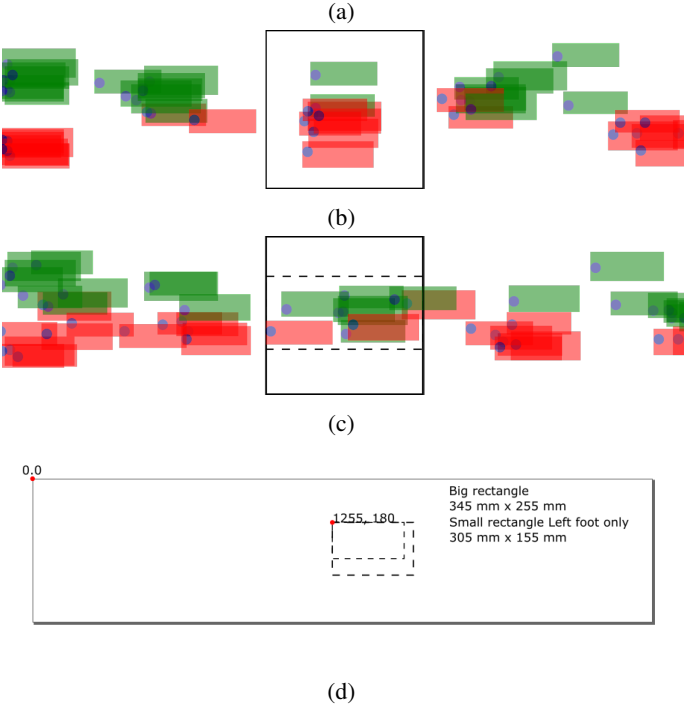 (a)
(b)
(c)
0.0
1255, 180
Big rectangle
345 mm x 255 mm
Small rectangle Left foot only
305 mm x 155 mm
(d)